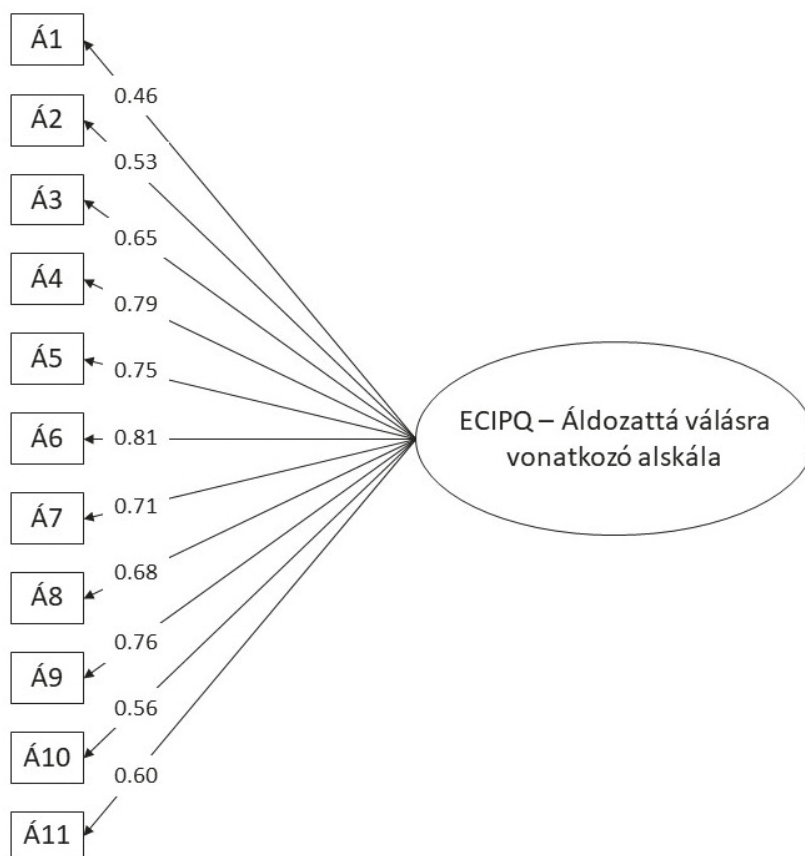 Á1
0.46
Á2
0.53
Á3
0.65
Á4
0.79
Á5
0.75
Á6
0.81
Á7
0.71
Á8
0.68
Á9
0.76
Á10
0.56
Á11
0.60
ECIPQ – Áldozattá válásra
vonatkozó alskála